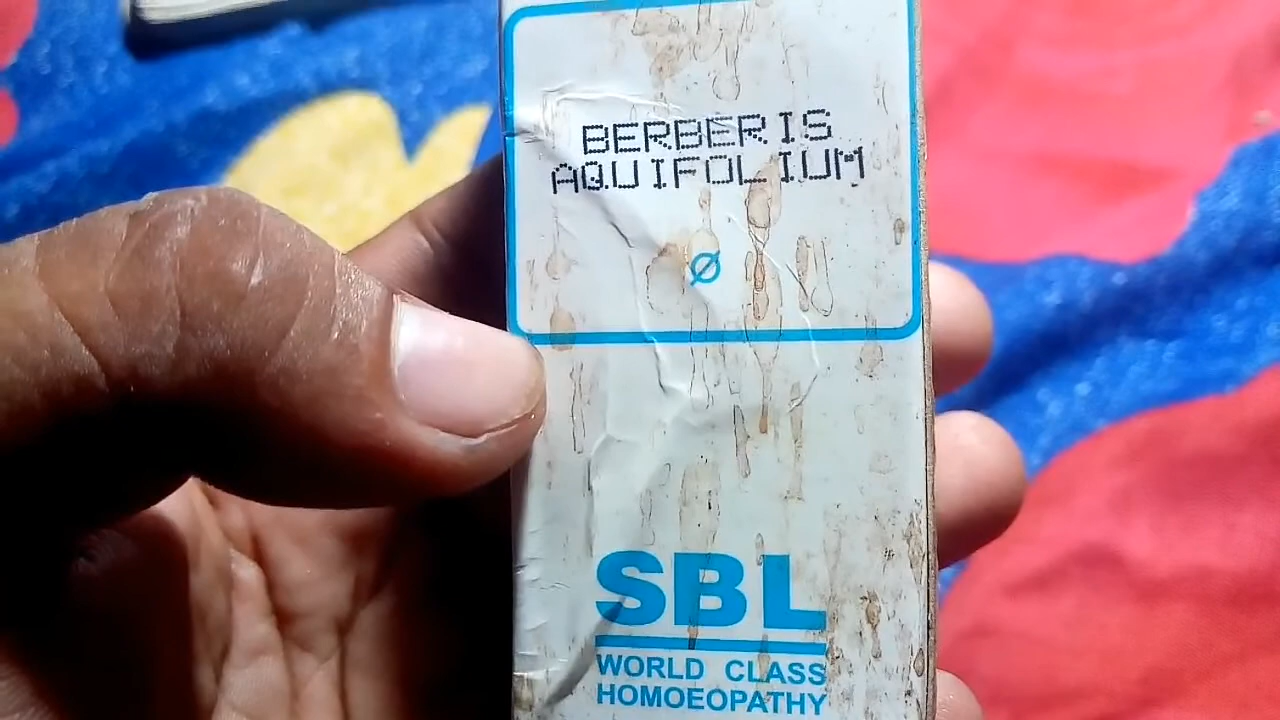 BERBERIS
AQUIFOLIUM
Ø
SBL
WORLD CLASS
HOMOEOPATHY